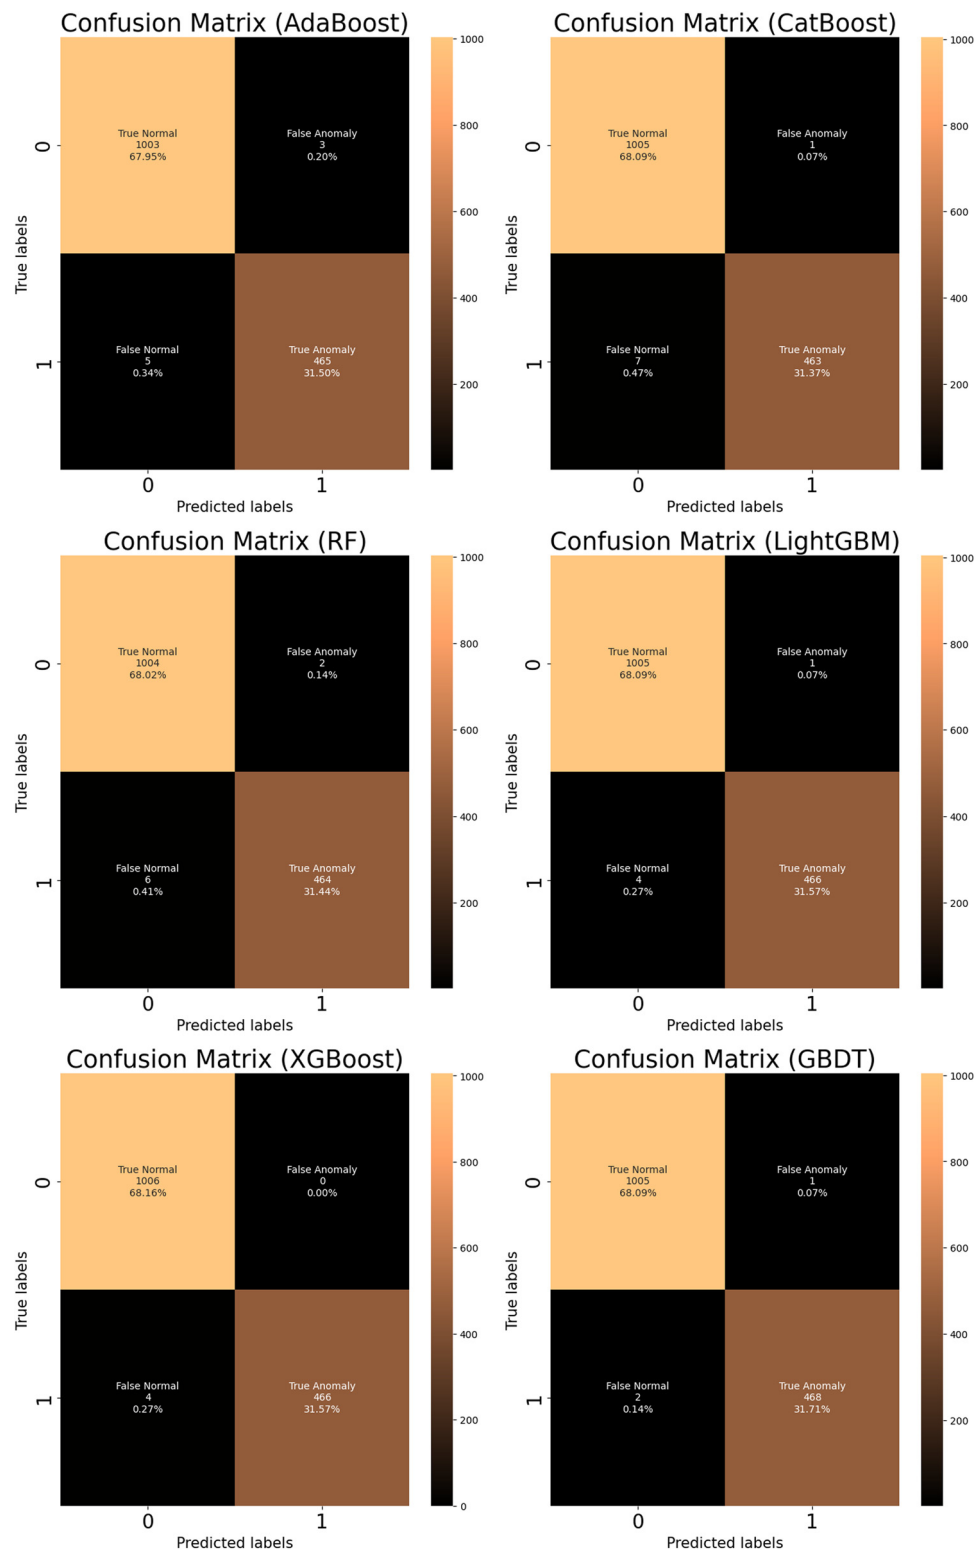 Confusion Matrix (AdaBoost)
True labels
0
1
True Normal
1003
67.95%
False Anomaly
3
0.20%
False Normal
5
0.34%
True Anomaly
465
31.50%
0
1
Predicted labels
1000
800
600
400
200
Confusion Matrix (CatBoost)
True labels
0
1
True Normal
1005
68.09%
False Anomaly
1
0.07%
False Normal
7
0.47%
True Anomaly
463
31.37%
0
1
Predicted labels
1000
800
600
400
200
Confusion Matrix (RF)
True labels
0
1
True Normal
1004
68.02%
False Anomaly
2
0.14%
False Normal
6
0.41%
True Anomaly
464
31.44%
0
1
Predicted labels
1000
800
600
400
200
Confusion Matrix (LightGBM)
True labels
0
1
True Normal
1005
68.09%
False Anomaly
1
0.07%
False Normal
4
0.27%
True Anomaly
466
31.57%
0
1
Predicted labels
1000
800
600
400
200
Confusion Matrix (XGBoost)
True labels
0
1
True Normal
1006
68.16%
False Anomaly
0
0.00%
False Normal
4
0.27%
True Anomaly
466
31.57%
0
1
Predicted labels
1000
800
600
400
200
0
Confusion Matrix (GBDT)
True labels
0
1
True Normal
1005
68.09%
False Anomaly
1
0.07%
False Normal
2
0.14%
True Anomaly
468
31.71%
0
1
Predicted labels
1000
800
600
400
200